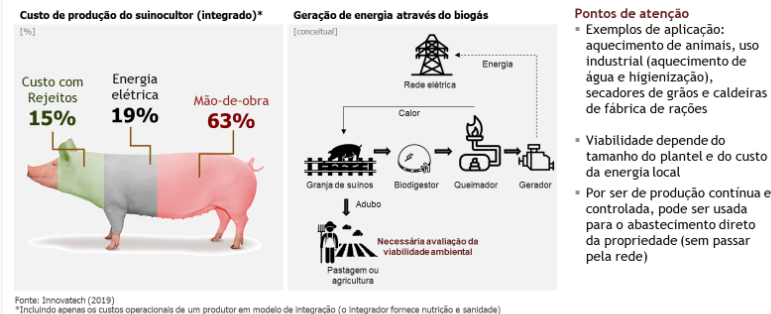 Custo de produção do suinocultor (integrado)*
[%]
Custo com
Rejeitos
15%
Energia
elétrica
19%
Mão-de-obra
63%
Geração de energia através do biogás
[conceitual]
Energia
Rede elétrica
Calor
Granja de suínos
Biodigestor
Queimador
Gerador
Adubo
Necessária avaliação da
viabilidade ambiental
Pastagem ou
agricultura
Pontos de atenção
▪ Exemplos de aplicação:
aquecimento de animais, uso
industrial (aquecimento de
água e higienização),
secadores de grãos e caldeiras
de fábrica de rações
▪ Viabilidade depende do
tamanho do plantel e do custo
da energia local
▪ Por ser de produção contínua e
controlada, pode ser usada
para o abastecimento direto
da propriedade (sem passar
pela rede)
Fonte: Innovatech (2019)
*Incluindo apenas os custos operacionais de um produtor em modelo de integração (o integrador fornece nutrição e sanidade)